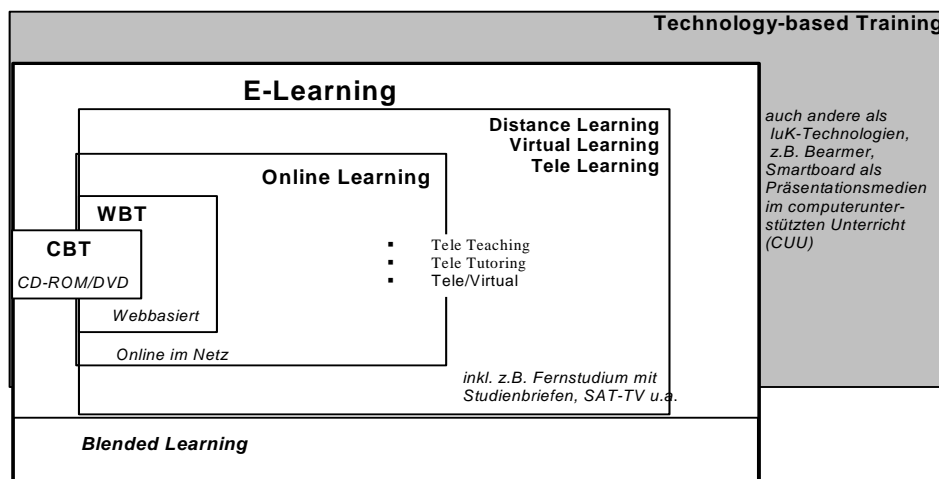 Technology-based Training
E-Learning
auch andere als
IuK-Technologien,
z.B. Bearmer,
Smartboard als
Präsentationsmedien
im computerunter-
stützten Unterricht
(CUU)
Distance Learning
Virtual Learning
Tele Learning
Online Learning
WBT
CBT
CD-ROM/DVD
▪ Tele Teaching
▪ Tele Tutoring
▪ Tele/Virtual
Webbasiert
Online im Netz
inkl. z.B. Fernstudium mit
Studienbriefen, SAT-TV u.a.
Blended Learning